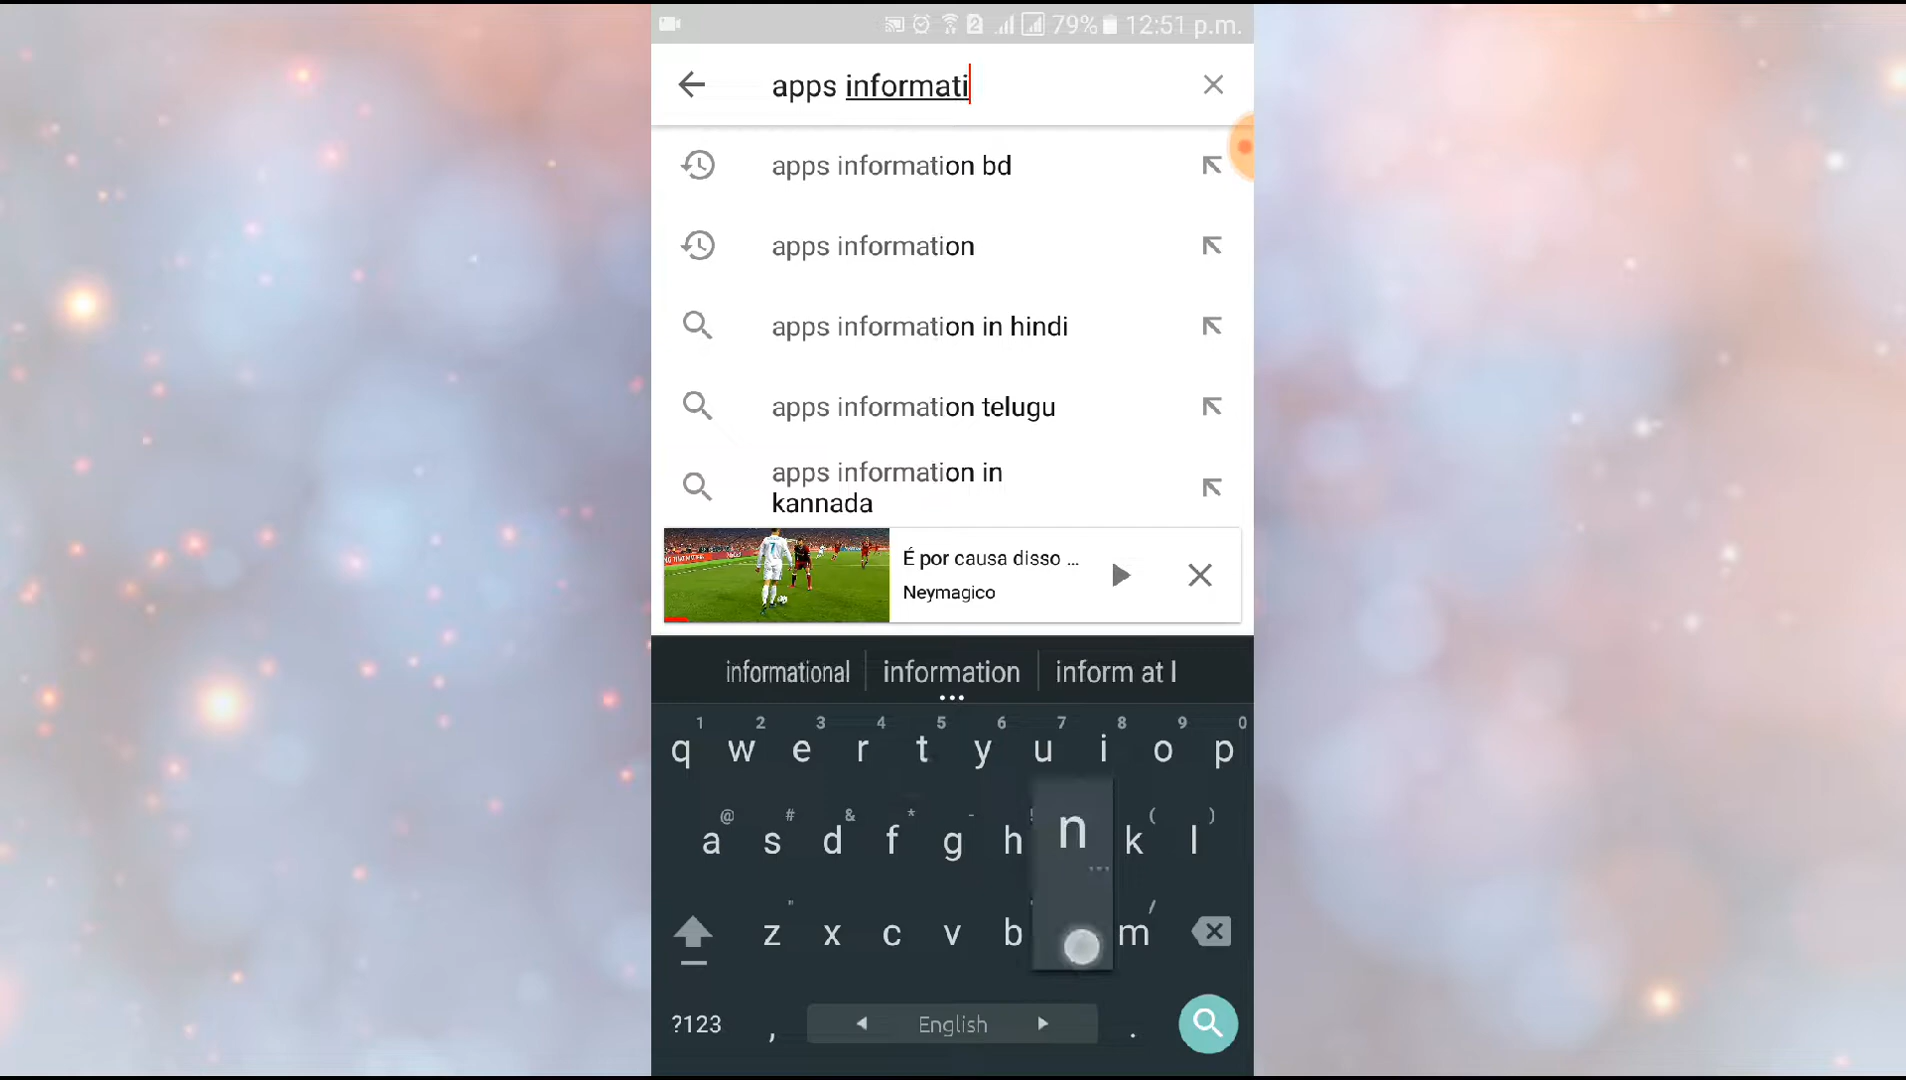 2 79% 12:51 p.m.
apps informati
apps information bd
apps information
apps information in hindi
apps information telugu
apps information in
kannada
É por causa disso ...
Neymagico
informational information inform at I
...
1 2 3 4 5 6 7 8 9 0
q w e r t y u i o p
@ # & * - ! ( )
a s d f g h n k l
" ' /
z x c v b m
?123 , English .